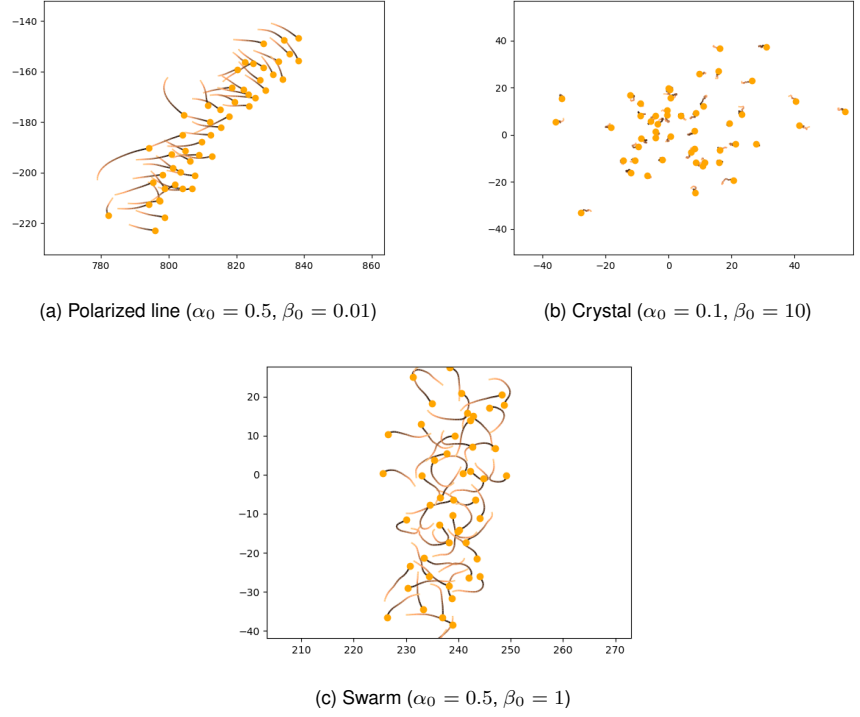 −140
−160
−180
−200
−220
780 800 820 840 860
(a) Polarized line (α₀ = 0.5, β₀ = 0.01)
40
20
0
−20
−40
−40 −20 0 20 40
(b) Crystal (α₀ = 0.1, β₀ = 10)
20
10
0
−10
−20
−30
−40
210 220 230 240 250 260 270
(c) Swarm (α₀ = 0.5, β₀ = 1)